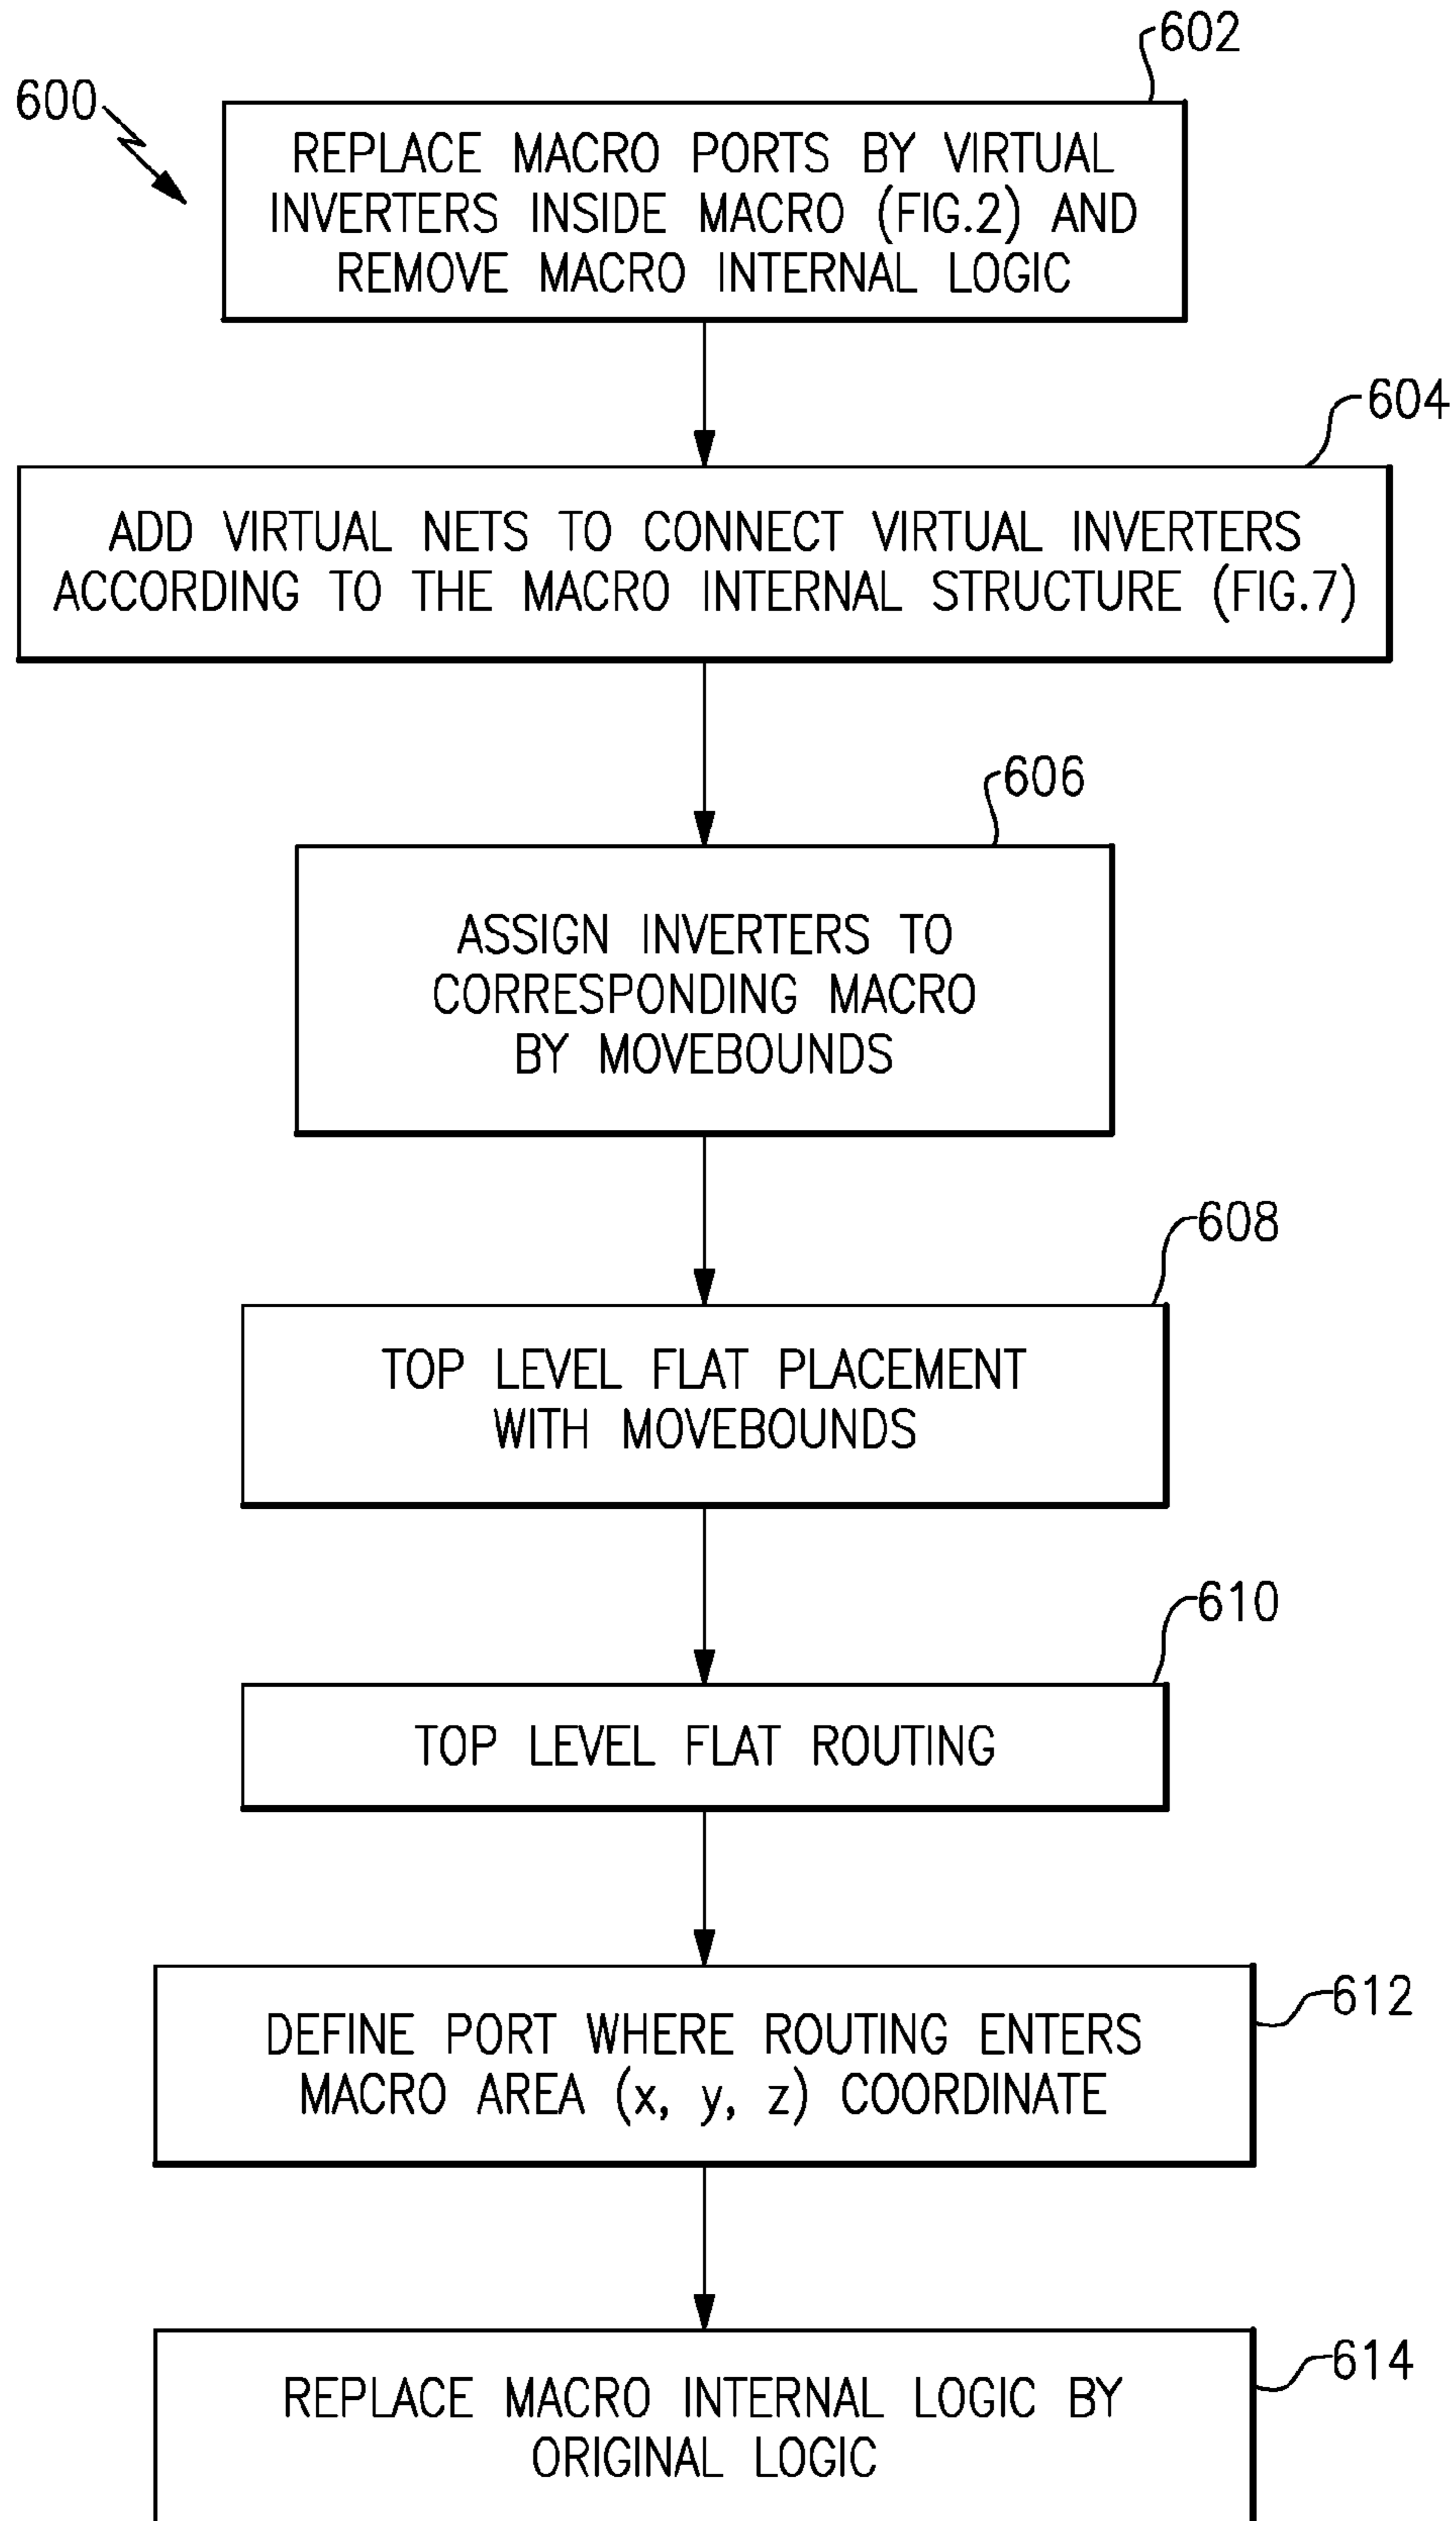 602
600
REPLACE MACRO PORTS BY VIRTUAL
INVERTERS INSIDE MACRO (FIG.2) AND
REMOVE MACRO INTERNAL LOGIC
604
ADD VIRTUAL NETS TO CONNECT VIRTUAL INVERTERS
ACCORDING TO THE MACRO INTERNAL STRUCTURE (FIG.7)
606
ASSIGN INVERTERS TO
CORRESPONDING MACRO
BY MOVEBOUNDS
608
TOP LEVEL FLAT PLACEMENT
WITH MOVEBOUNDS
610
TOP LEVEL FLAT ROUTING
612
DEFINE PORT WHERE ROUTING ENTERS
MACRO AREA (x, y, z) COORDINATE
614
REPLACE MACRO INTERNAL LOGIC BY
ORIGINAL LOGIC